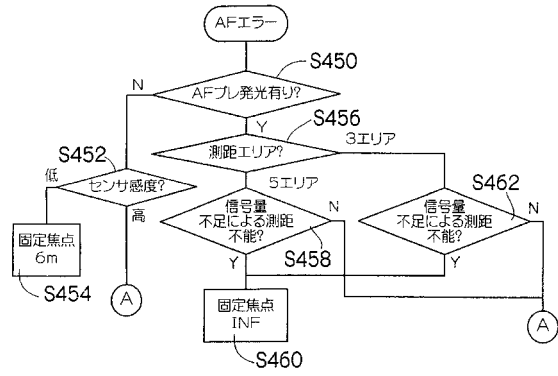 AFエラー
S450
N
AFプレ発光有り?
Y
S456
測距エリア?
3エリア
S452
低
センサ感度?
高
5エリア
信号量
不足による測距
不能?
N
S458
Y
S462
信号量
不足による測距
不能?
N
Y
固定焦点
6m
S454
A
固定焦点
INF
S460
A